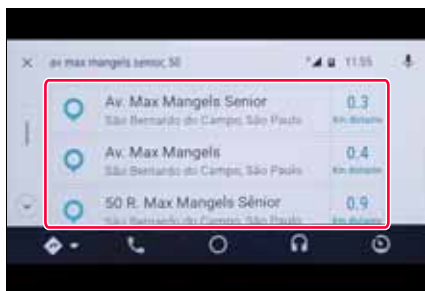 av max mangels senior, 50
11:55
Av. Max Mangels Senior
São Bernardo do Campo, São Paulo
0.3
Km distante
Av. Max Mangels
São Bernardo do Campo, São Paulo
0.4
Km distante
50 R. Max Mangels Sênior
São Bernardo do Campo, São Paulo
0.9
Km distante